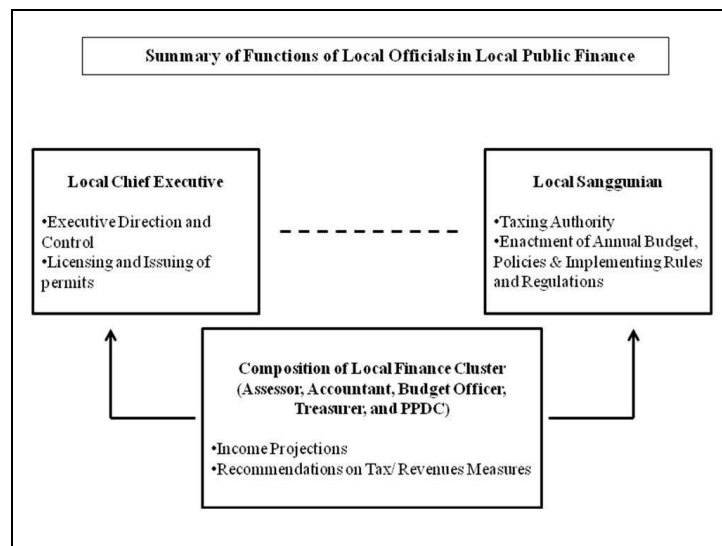 Summary of Functions of Local Officials in Local Public Finance
Local Chief Executive
•Executive Direction and
Control
•Licensing and Issuing of
permits
Local Sanggunian
•Taxing Authority
•Enactment of Annual Budget,
Policies & Implementing Rules
and Regulations
Composition of Local Finance Cluster
(Assessor, Accountant, Budget Officer,
Treasurer, and PPDC)
•Income Projections
•Recommendations on Tax/ Revenues Measures